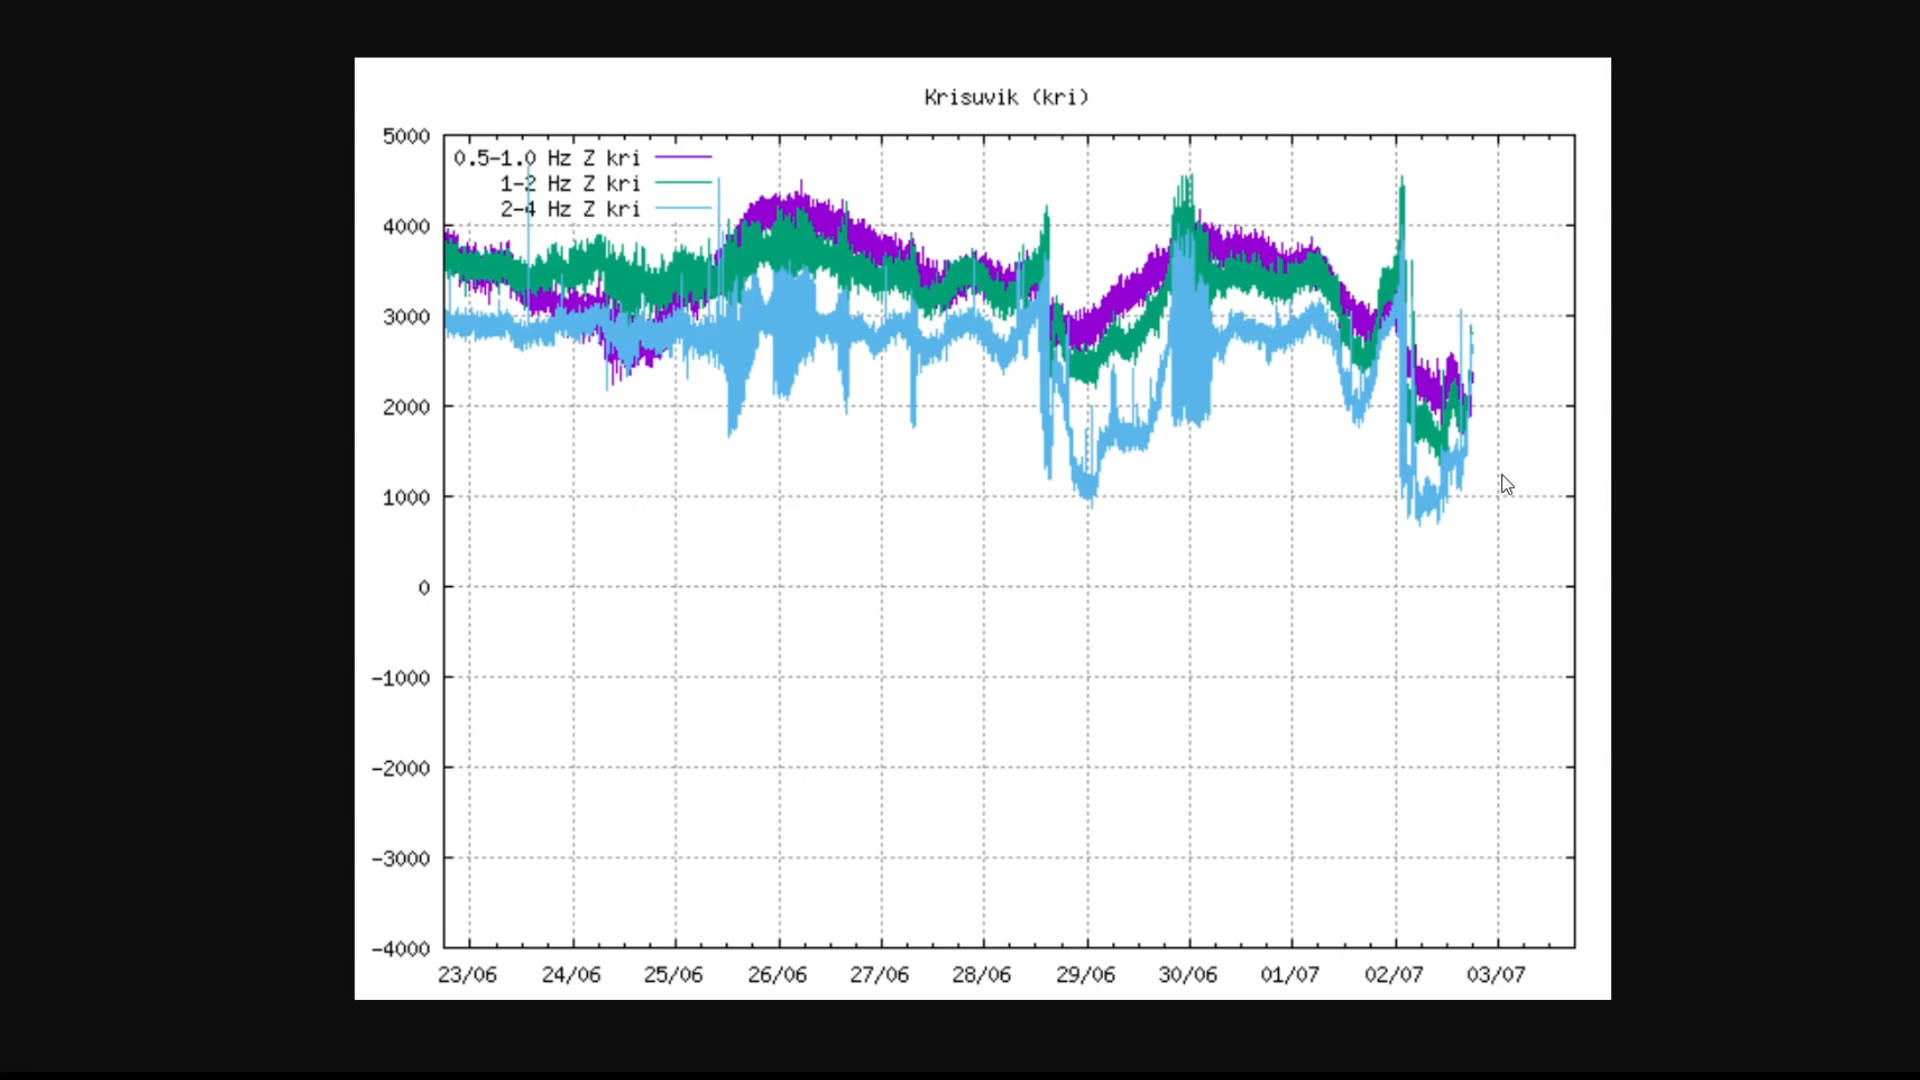 Krisuvik (kri)
5000
0.5-1.0 Hz Z kri
1-2 Hz Z kri
2-4 Hz Z kri
4000
3000
2000
1000
0
-1000
-2000
-3000
-4000
23/06 24/06 25/06 26/06 27/06 28/06 29/06 30/06 01/07 02/07 03/07